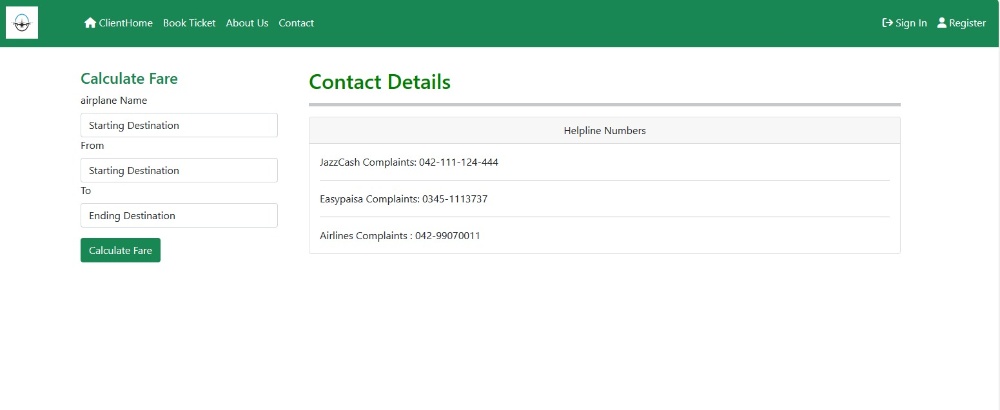 ClientHome Book Ticket About Us Contact Sign In Register
Calculate Fare
airplane Name
Starting Destination
From
Starting Destination
To
Ending Destination
Calculate Fare
Contact Details
Helpline Numbers
JazzCash Complaints: 042-111-124-444
Easypaisa Complaints: 0345-1113737
Airlines Complaints : 042-99070011